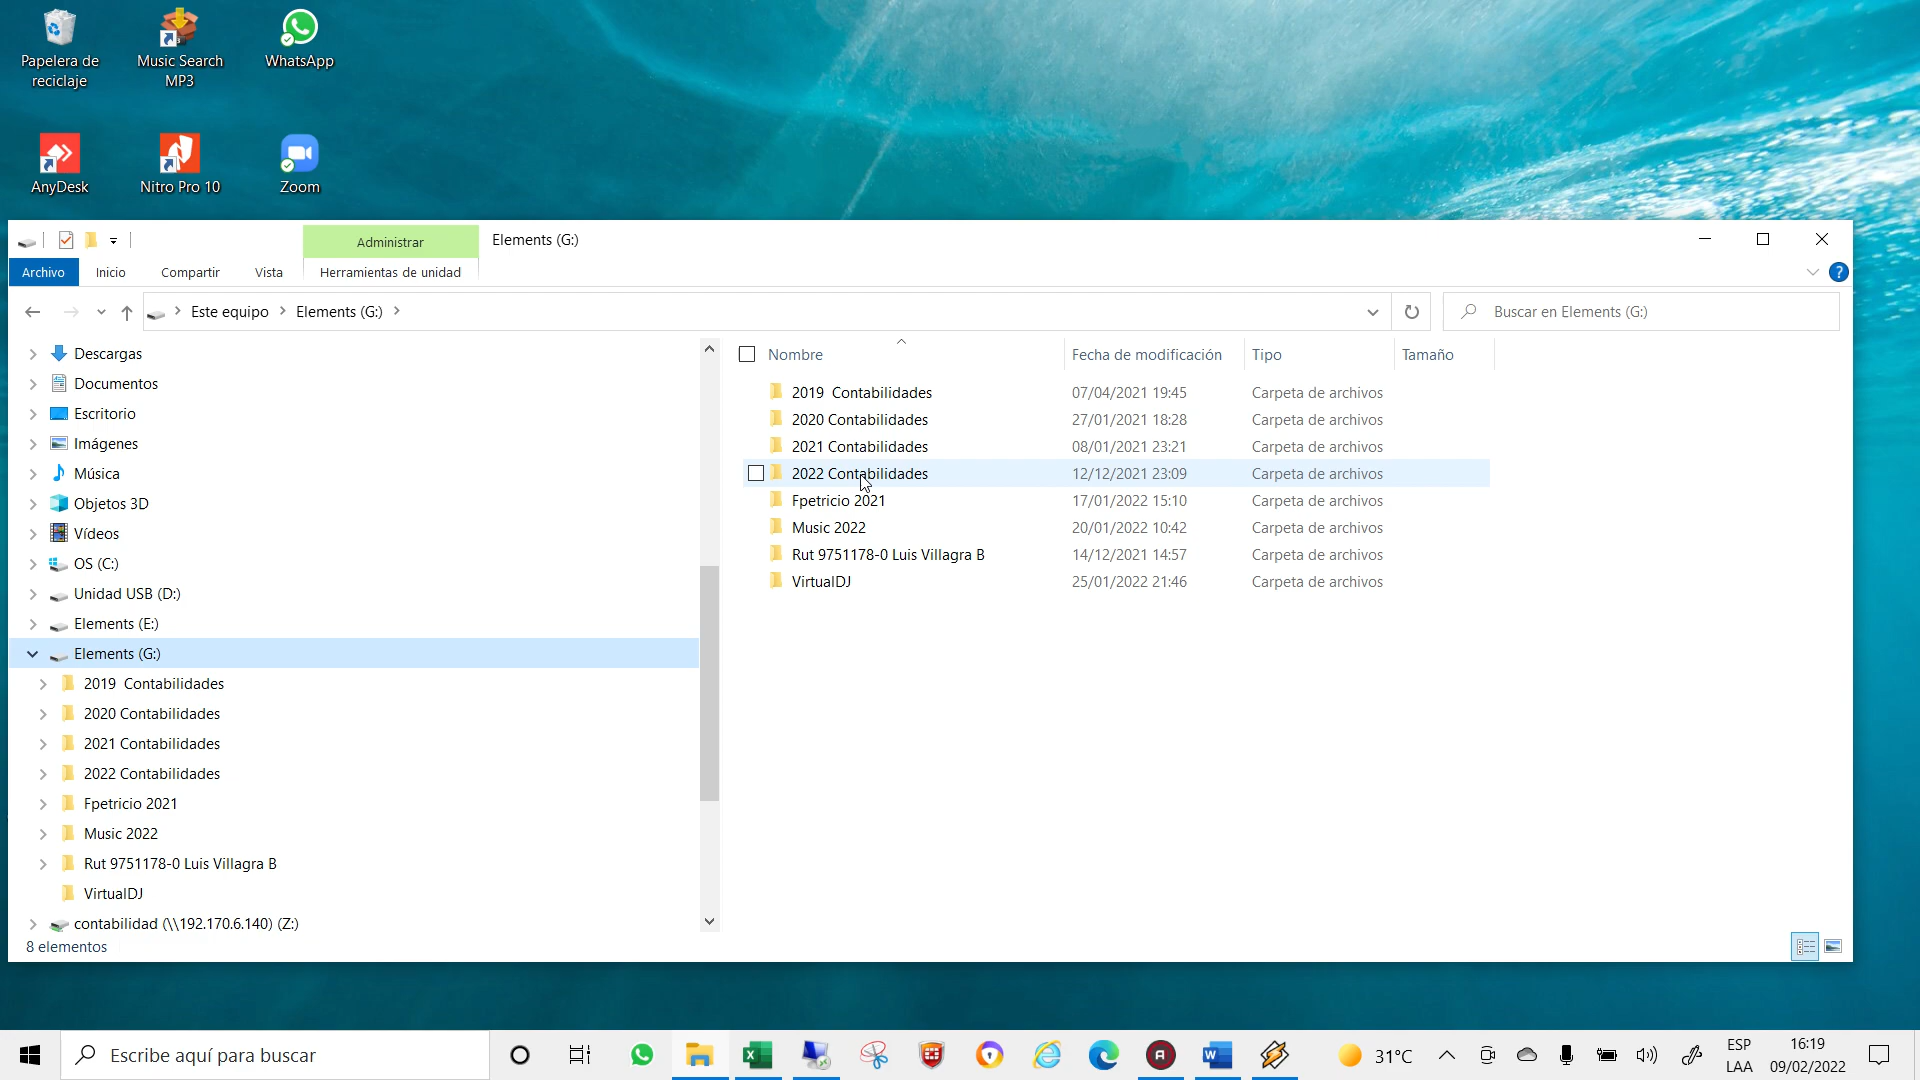 Papelera de
reciclaje
Music Search
MP3
WhatsApp
AnyDesk
Nitro Pro 10
Zoom
Administrar
Elements (G:)
Archivo
Inicio
Compartir
Vista
Herramientas de unidad
?
Este equipo
Elements (G:)
Buscar en Elements (G:)
Descargas
Documentos
Escritorio
Imágenes
Música
Objetos 3D
Vídeos
OS (C:)
Unidad USB (D:)
Elements (E:)
Elements (G:)
2019  Contabilidades
2020 Contabilidades
2021 Contabilidades
2022 Contabilidades
Fpetricio 2021
Music 2022
Rut 9751178-0 Luis Villagra B
VirtualDJ
contabilidad (\\192.170.6.140) (Z:)
Nombre Fecha de modificación Tipo Tamaño
2019  Contabilidades 07/04/2021 19:45 Carpeta de archivos
2020 Contabilidades 27/01/2021 18:28 Carpeta de archivos
2021 Contabilidades 08/01/2021 23:21 Carpeta de archivos
2022 Contabilidades 12/12/2021 23:09 Carpeta de archivos
Fpetricio 2021 17/01/2022 15:10 Carpeta de archivos
Music 2022 20/01/2022 10:42 Carpeta de archivos
Rut 9751178-0 Luis Villagra B 14/12/2021 14:57 Carpeta de archivos
VirtualDJ 25/01/2022 21:46 Carpeta de archivos
8 elementos
Escribe aquí para buscar
31°C
ESP
LAA
16:19
09/02/2022